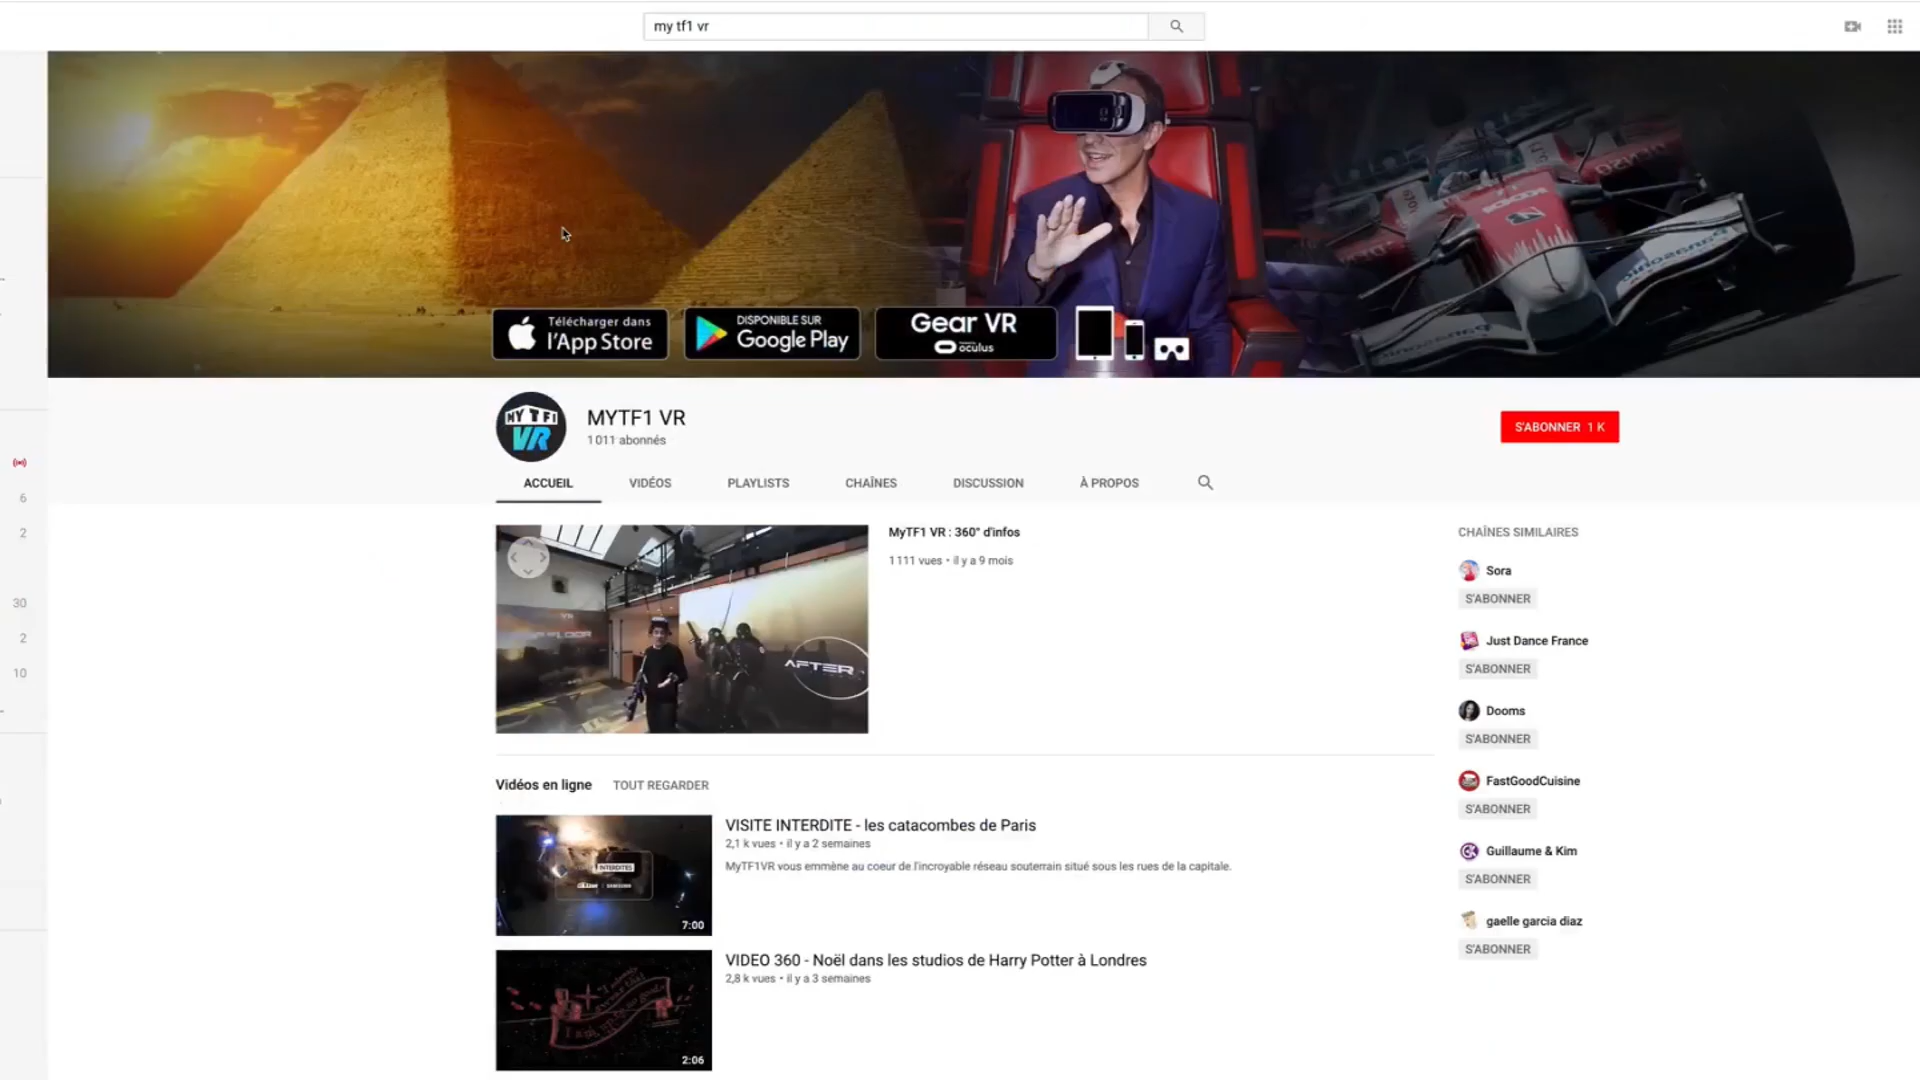 my tf1 vr
Télécharger dans
l'App Store
DISPONIBLE SUR
Google Play
Gear VR
oculus
MY TF1
VR
MYTF1 VR
1 011 abonnés
S'ABONNER 1 K
ACCUEIL
VIDÉOS
PLAYLISTS
CHAÎNES
DISCUSSION
À PROPOS
6
2
30
2
10
AFTER
MyTF1 VR : 360° d'infos
1 111 vues • il y a 9 mois
CHAÎNES SIMILAIRES
Sora
S'ABONNER
Just Dance France
S'ABONNER
Dooms
S'ABONNER
FastGoodCuisine
S'ABONNER
Guillaume & Kim
S'ABONNER
gaelle garcia diaz
S'ABONNER
Vidéos en ligne
TOUT REGARDER
INTERDITES
7:00
VISITE INTERDITE - les catacombes de Paris
2,1 k vues • il y a 2 semaines
MyTF1VR vous emmène au coeur de l'incroyable réseau souterrain situé sous les rues de la capitale.
2:06
VIDEO 360 - Noël dans les studios de Harry Potter à Londres
2,8 k vues • il y a 3 semaines